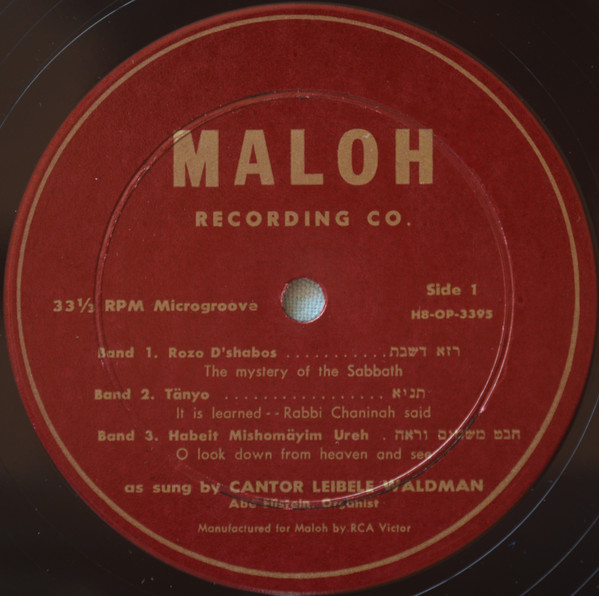 MALOH
RECORDING CO.
33⅓ RPM Microgroove
Side 1
H8-OP-3395
Band 1. Rozo D'shabos ........... רזא דשבת
The mystery of the Sabbath
Band 2. Tänyo ................. תניא
It is learned -- Rabbi Chaninah said
Band 3. Habeit Mishomäyim Ureh . הבט משמים וראה
O look down from heaven and see
as sung by CANTOR LEIBELE WALDMAN
Abe Ellstein, Organist
Manufactured for Maloh by RCA Victor